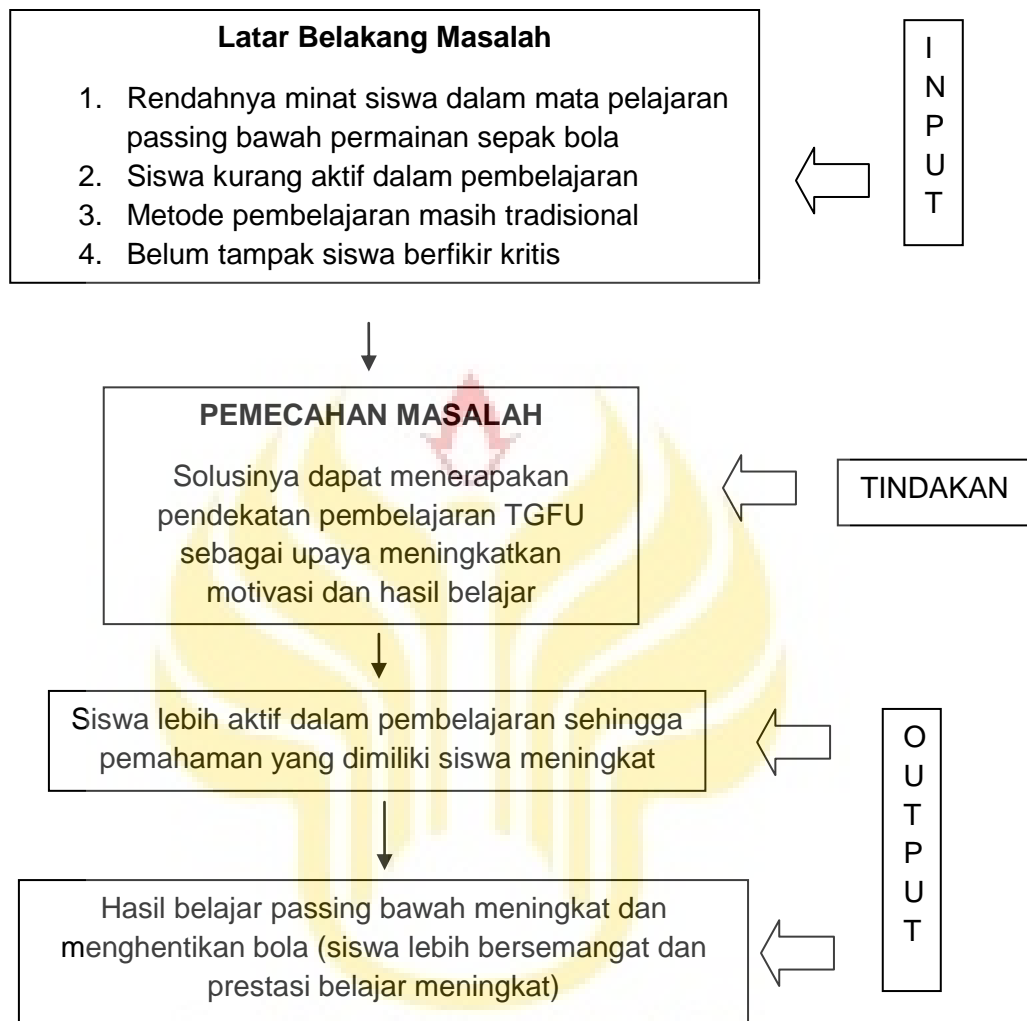 Latar Belakang Masalah
1. Rendahnya minat siswa dalam mata pelajaran
passing bawah permainan sepak bola
2. Siswa kurang aktif dalam pembelajaran
3. Metode pembelajaran masih tradisional
4. Belum tampak siswa berfikir kritis
INPUT
PEMECAHAN MASALAH
Solusinya dapat menerapakan
pendekatan pembelajaran TGFU
sebagai upaya meningkatkan
motivasi dan hasil belajar
TINDAKAN
Siswa lebih aktif dalam pembelajaran sehingga
pemahaman yang dimiliki siswa meningkat
OUTPUT
Hasil belajar passing bawah meningkat dan
menghentikan bola (siswa lebih bersemangat dan
prestasi belajar meningkat)